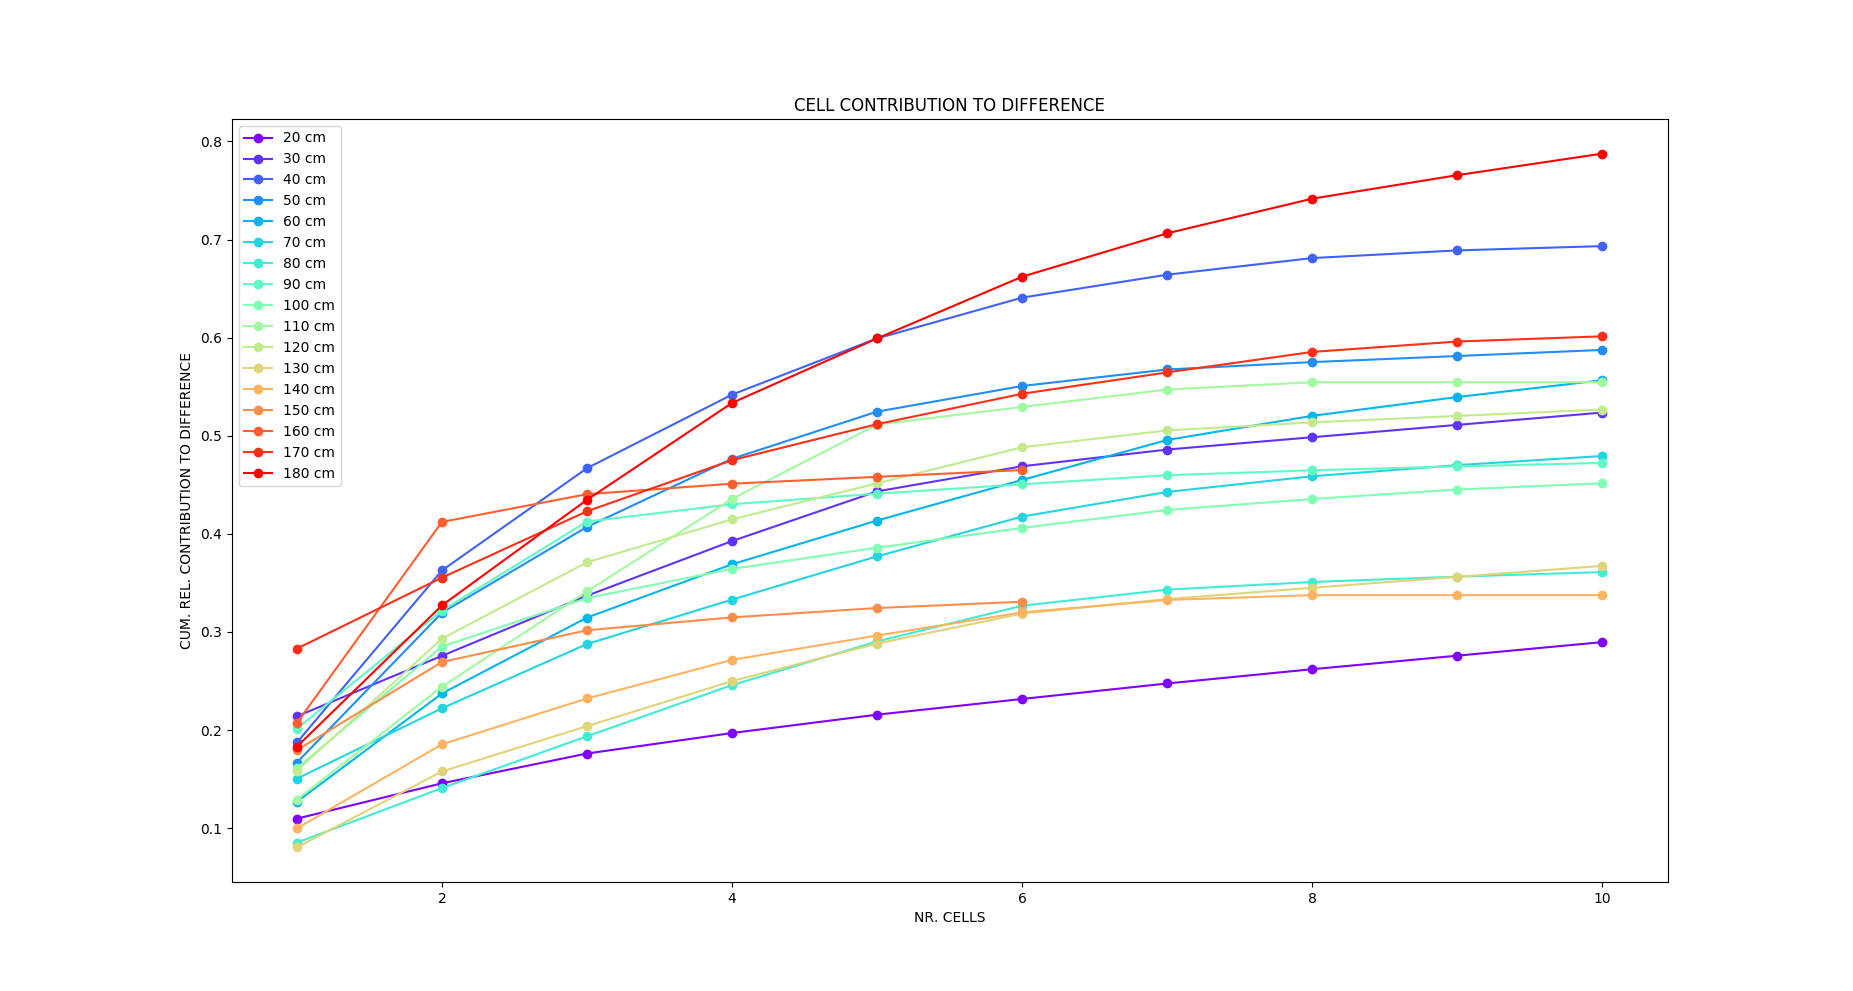 CELL CONTRIBUTION TO DIFFERENCE
20 cm
30 cm
40 cm
50 cm
60 cm
70 cm
80 cm
90 cm
100 cm
110 cm
120 cm
130 cm
140 cm
150 cm
160 cm
170 cm
180 cm
CUM. REL. CONTRIBUTION TO DIFFERENCE
0.8
0.7
0.6
0.5
0.4
0.3
0.2
0.1
2 4 6 8 10
NR. CELLS